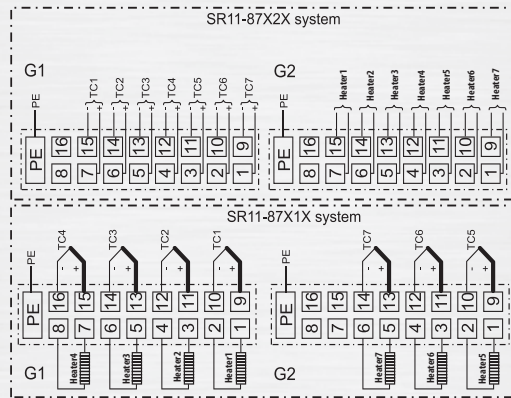 SR11-87X2X system
G1
PE
- TC1 +
- TC2 +
- TC3 +
- TC4 +
- TC5 +
- TC6 +
- TC7 +
PE 16 15 14 13 12 11 10 9
8 7 6 5 4 3 2 1
G2
PE
Heater1
Heater2
Heater3
Heater4
Heater5
Heater6
Heater7
PE 16 15 14 13 12 11 10 9
8 7 6 5 4 3 2 1
SR11-87X1X system
PE
TC4
- +
TC3
- +
TC2
- +
TC1
- +
PE 16 15 14 13 12 11 10 9
8 7 6 5 4 3 2 1
Heater4
Heater3
Heater2
Heater1
G1
PE
TC7
- +
TC6
- +
TC5
- +
PE 16 15 14 13 12 11 10 9
8 7 6 5 4 3 2 1
Heater7
Heater6
Heater5
G2